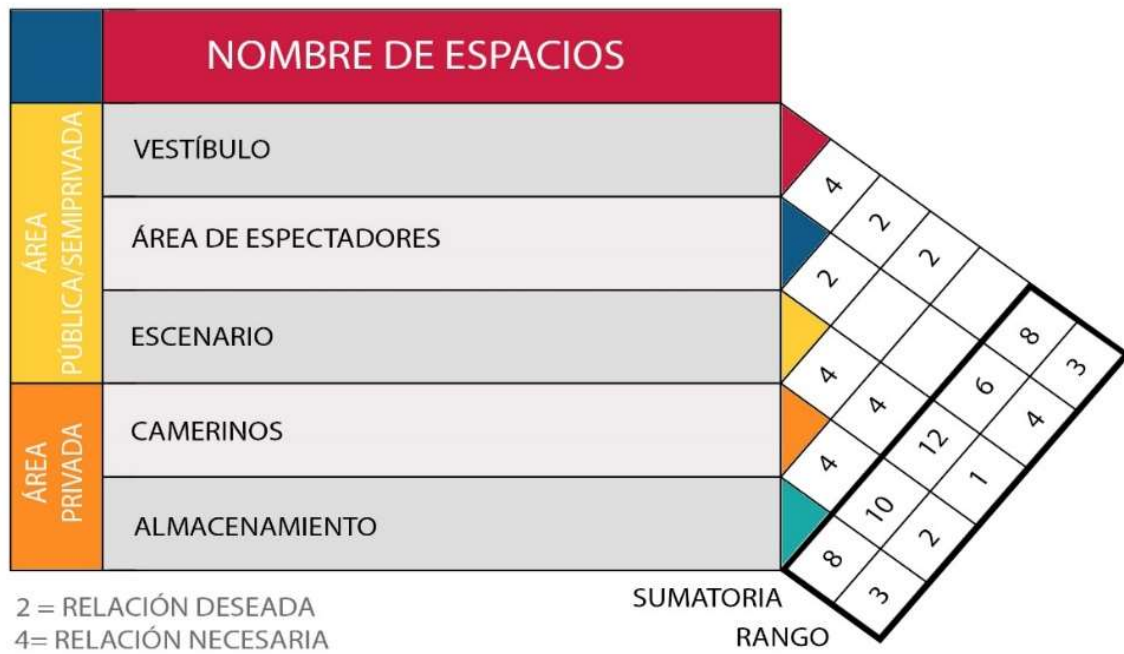 NOMBRE DE ESPACIOS
ÁREA
PÚBLICA/SEMIPRIVADA
VESTÍBULO
ÁREA DE ESPECTADORES
ESCENARIO
ÁREA
PRIVADA
CAMERINOS
ALMACENAMIENTO
4 2 2
2
4 4
4
8 6 12 10 8
3 4 1 2 3
SUMATORIA
RANGO
2 = RELACIÓN DESEADA
4= RELACIÓN NECESARIA